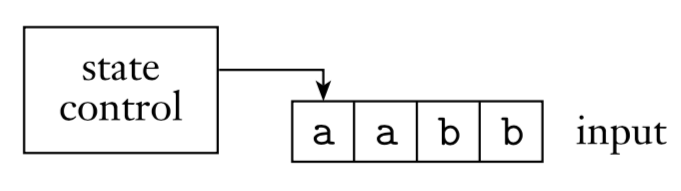 state
control
a a b b input